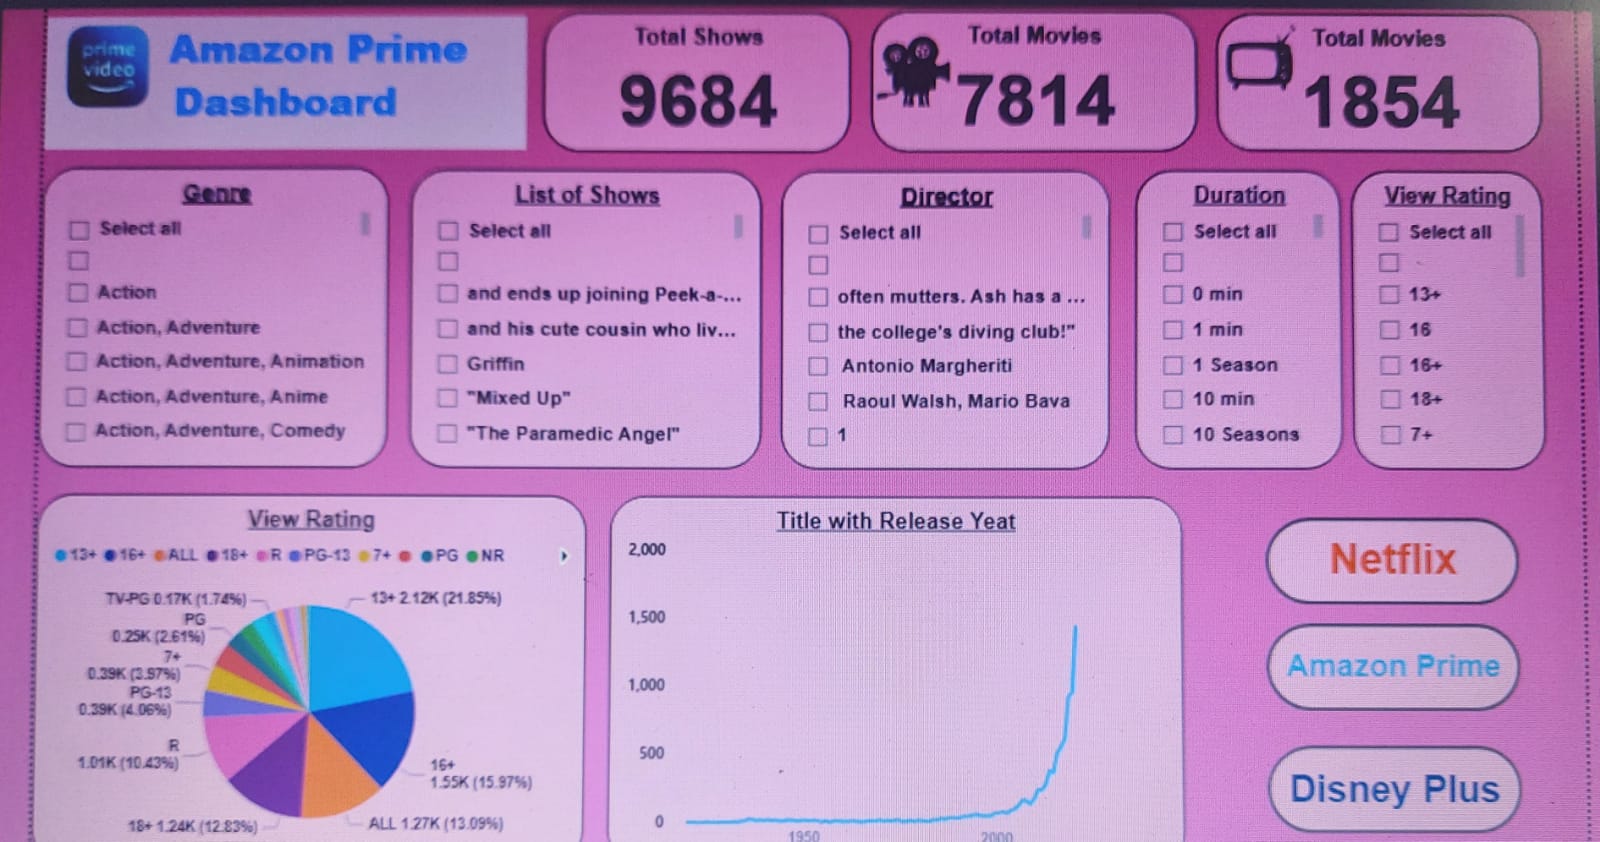 prime
video
Amazon Prime
Dashboard
Total Shows
9684
Total Movies
7814
Total Movies
1854
Genre
Select all
Action
Action, Adventure
Action, Adventure, Animation
Action, Adventure, Anime
Action, Adventure, Comedy
List of Shows
Select all
and ends up joining Peek-a-...
and his cute cousin who liv...
Griffin
"Mixed Up"
"The Paramedic Angel"
Director
Select all
often mutters. Ash has a ...
the college's diving club!"
Antonio Margheriti
Raoul Walsh, Mario Bava
1
Duration
Select all
0 min
1 min
1 Season
10 min
10 Seasons
View Rating
Select all
13+
16
16+
18+
7+
View Rating
13+ 16+ ALL 18+ R PG-13 7+ PG NR
TV-PG 0.17K (1.74%)
PG
0.25K (2.61%)
7+
0.39K (3.97%)
PG-13
0.39K (4.06%)
R
1.01K (10.43%)
18+ 1.24K (12.83%)
13+ 2.12K (21.85%)
16+
1.55K (15.97%)
ALL 1.27K (13.09%)
Title with Release Yeat
2,000
1,500
1,000
500
0
1950 2000
Netflix
Amazon Prime
Disney Plus